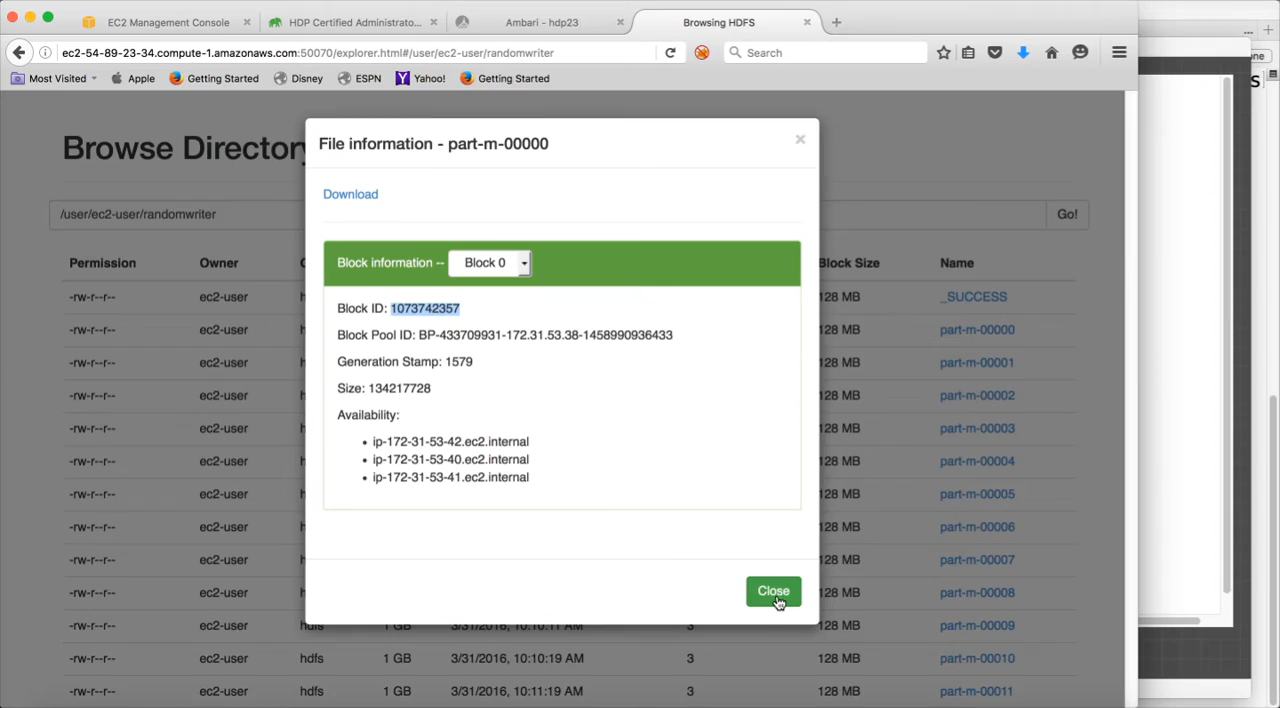 EC2 Management Console
HDP Certified Administrato...
Ambari - hdp23
Browsing HDFS
ec2-54-89-23-34.compute-1.amazonaws.com:50070/explorer.html#/user/ec2-user/randomwriter
Search
Most Visited
Apple
Getting Started
Disney
ESPN
Yahoo!
Getting Started
Browse Directory
/user/ec2-user/randomwriter
Go!
Permission Owner Block Size Name
-rw-r--r-- ec2-user 128 MB _SUCCESS
-rw-r--r-- ec2-user 128 MB part-m-00000
-rw-r--r-- ec2-user 128 MB part-m-00001
-rw-r--r-- ec2-user 128 MB part-m-00002
-rw-r--r-- ec2-user 128 MB part-m-00003
-rw-r--r-- ec2-user 128 MB part-m-00004
-rw-r--r-- ec2-user 128 MB part-m-00005
-rw-r--r-- ec2-user 128 MB part-m-00006
-rw-r--r-- ec2-user 128 MB part-m-00007
-rw-r--r-- ec2-user 128 MB part-m-00008
-rw-r--r-- ec2-user hdfs 1 GB 3/31/2016, 10:10:11 AM 3 128 MB part-m-00009
-rw-r--r-- ec2-user hdfs 1 GB 3/31/2016, 10:10:19 AM 3 128 MB part-m-00010
-rw-r--r-- ec2-user hdfs 1 GB 3/31/2016, 10:11:19 AM 3 128 MB part-m-00011
File information - part-m-00000
×
Download
Block information -- Block 0
Block ID: 1073742357
Block Pool ID: BP-433709931-172.31.53.38-1458990936433
Generation Stamp: 1579
Size: 134217728
Availability:
• ip-172-31-53-42.ec2.internal
• ip-172-31-53-40.ec2.internal
• ip-172-31-53-41.ec2.internal
Close